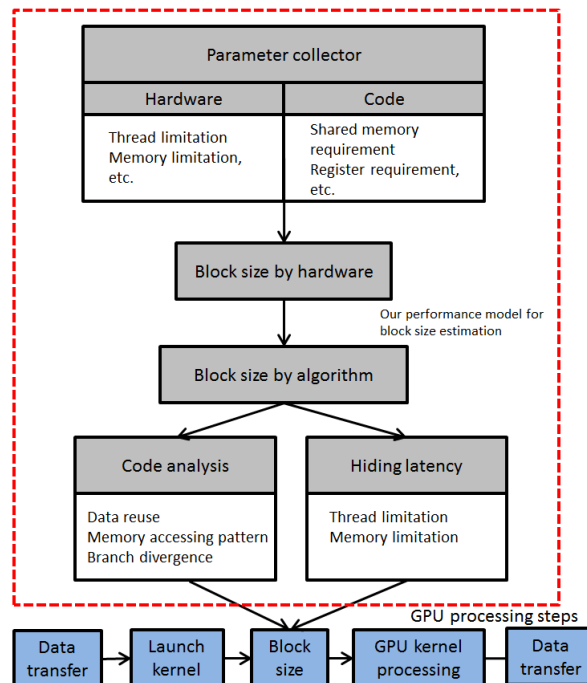 Parameter collector
Hardware
Code
Thread limitation
Memory limitation,
etc.
Shared memory
requirement
Register requirement,
etc.
Block size by hardware
Our performance model for
block size estimation
Block size by algorithm
Code analysis
Hiding latency
Data reuse
Memory accessing pattern
Branch divergence
Thread limitation
Memory limitation
GPU processing steps
Data
transfer
Launch
kernel
Block
size
GPU kernel
processing
Data
transfer